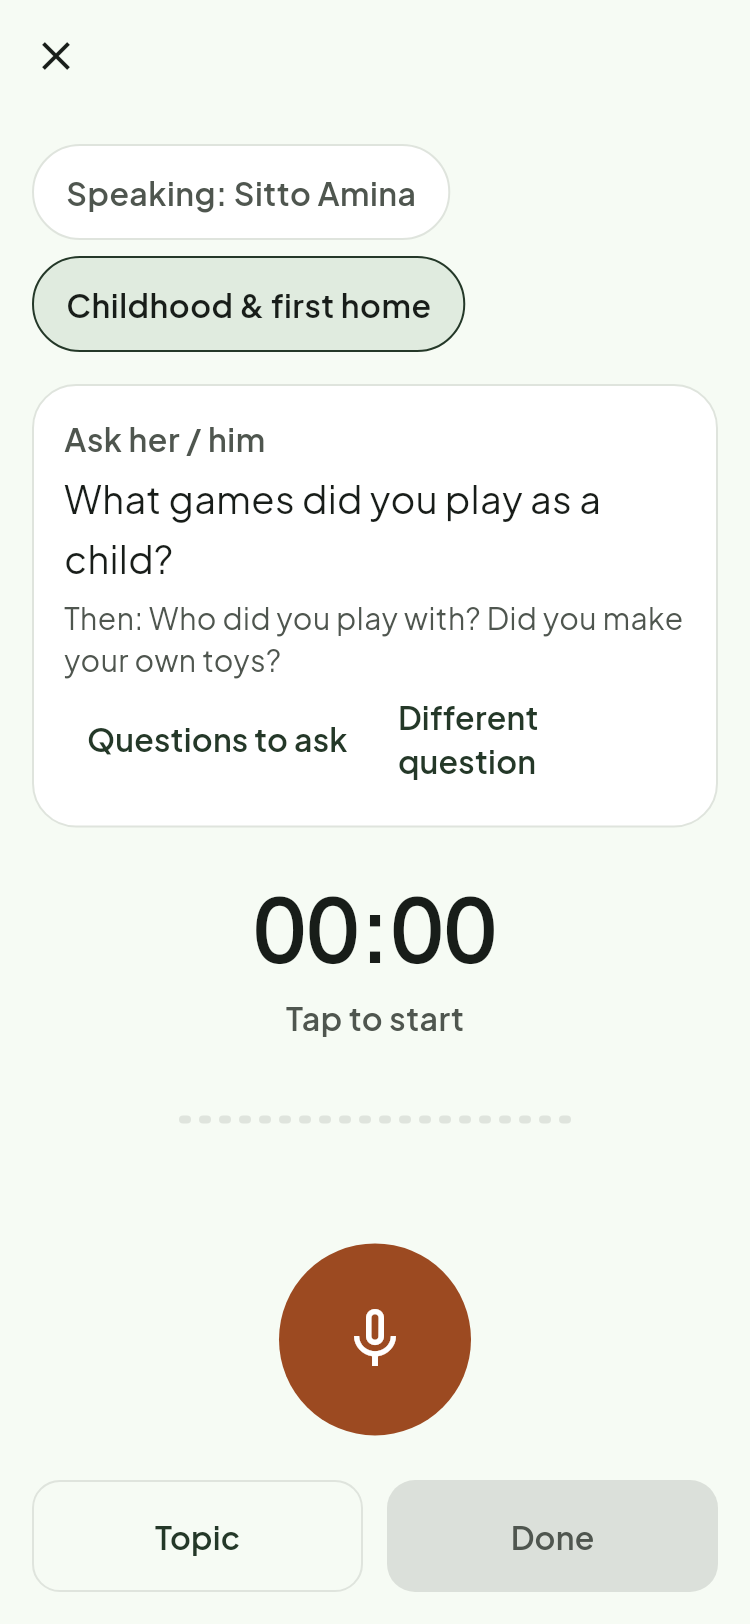 Speaking: Sitto Amina
Childhood & first home
Ask her / him
What games did you play as a
child?
Then: Who did you play with? Did you make
your own toys?
Questions to ask
Different
question
00:00
Tap to start
Topic
Done